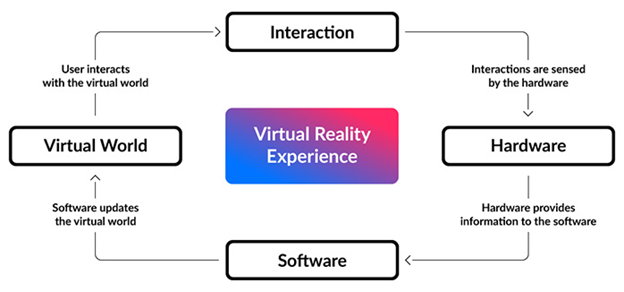 Interaction
User interacts
with the virtual world
Interactions are sensed
by the hardware
Virtual World
Virtual Reality
Experience
Hardware
Software updates
the virtual world
Hardware provides
information to the software
Software